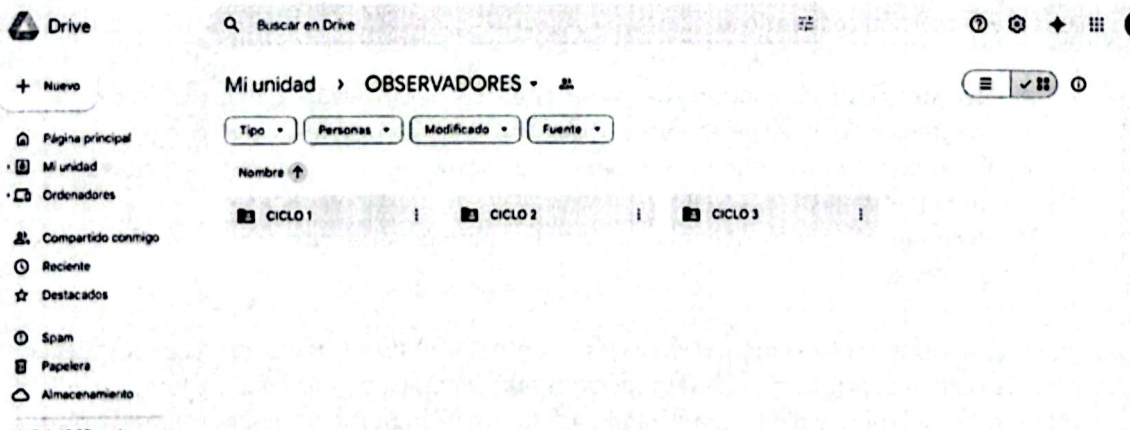 Drive
Buscar en Drive
Nuevo
Mi unidad > OBSERVADORES
Tipo Personas Modificado Fuente
Nombre
CICLO 1 CICLO 2 CICLO 3
Página principal
Mi unidad
Ordenadores
Compartido conmigo
Reciente
Destacados
Spam
Papelera
Almacenamiento